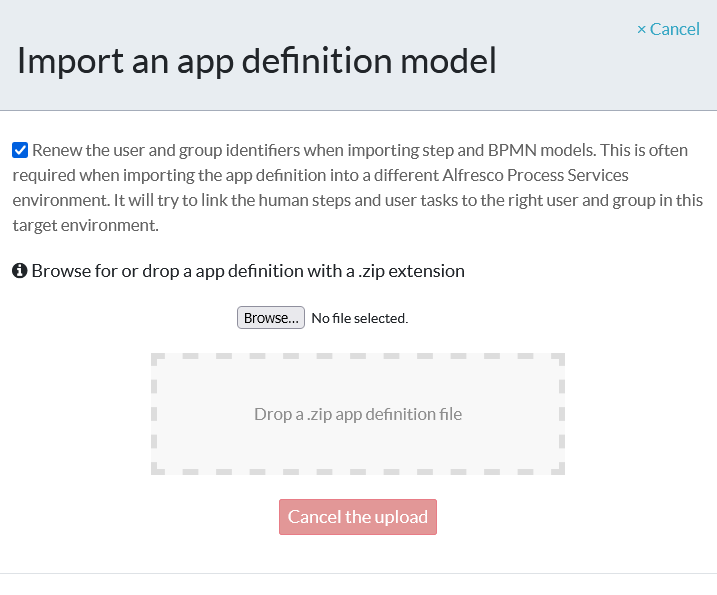 × Cancel
Import an app definition model
Renew the user and group identifiers when importing step and BPMN models. This is often
required when importing the app definition into a different Alfresco Process Services
environment. It will try to link the human steps and user tasks to the right user and group in this
target environment.
Browse for or drop a app definition with a .zip extension
Browse... No file selected.
Drop a .zip app definition file
Cancel the upload